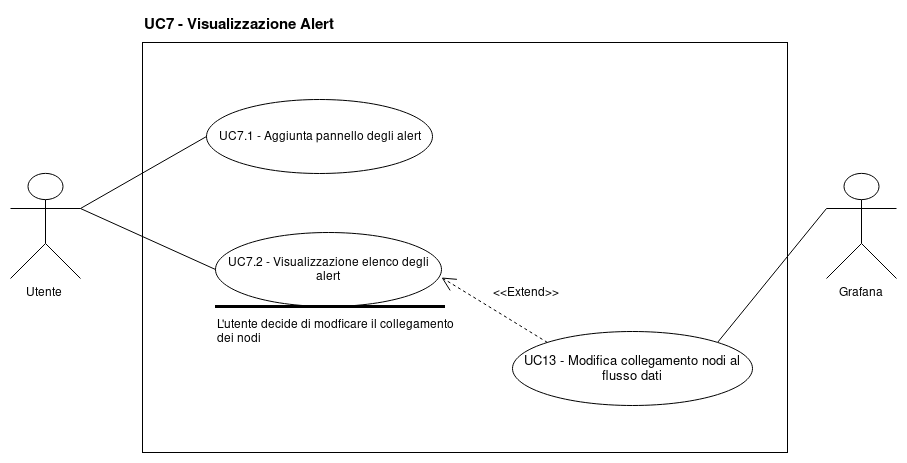 UC7 - Visualizzazione Alert
UC7.1 - Aggiunta pannello degli alert
UC7.2 - Visualizzazione elenco degli
alert
Utente
<<Extend>>
Grafana
L'utente decide di modficare il collegamento
dei nodi
UC13 - Modifica collegamento nodi al
flusso dati